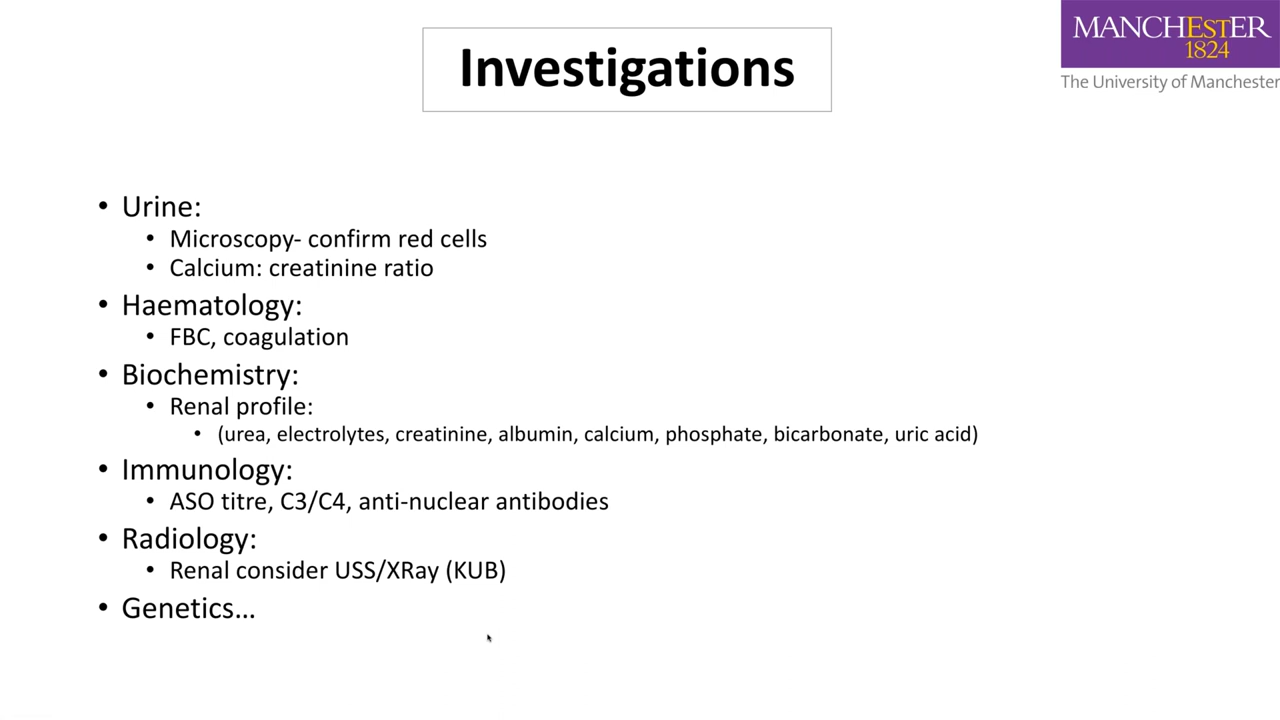 Investigations
MANCHESTER
1824
The University of Manchester
• Urine:
• Microscopy- confirm red cells
• Calcium: creatinine ratio
• Haematology:
• FBC, coagulation
• Biochemistry:
• Renal profile:
• (urea, electrolytes, creatinine, albumin, calcium, phosphate, bicarbonate, uric acid)
• Immunology:
• ASO titre, C3/C4, anti-nuclear antibodies
• Radiology:
• Renal consider USS/XRay (KUB)
• Genetics…